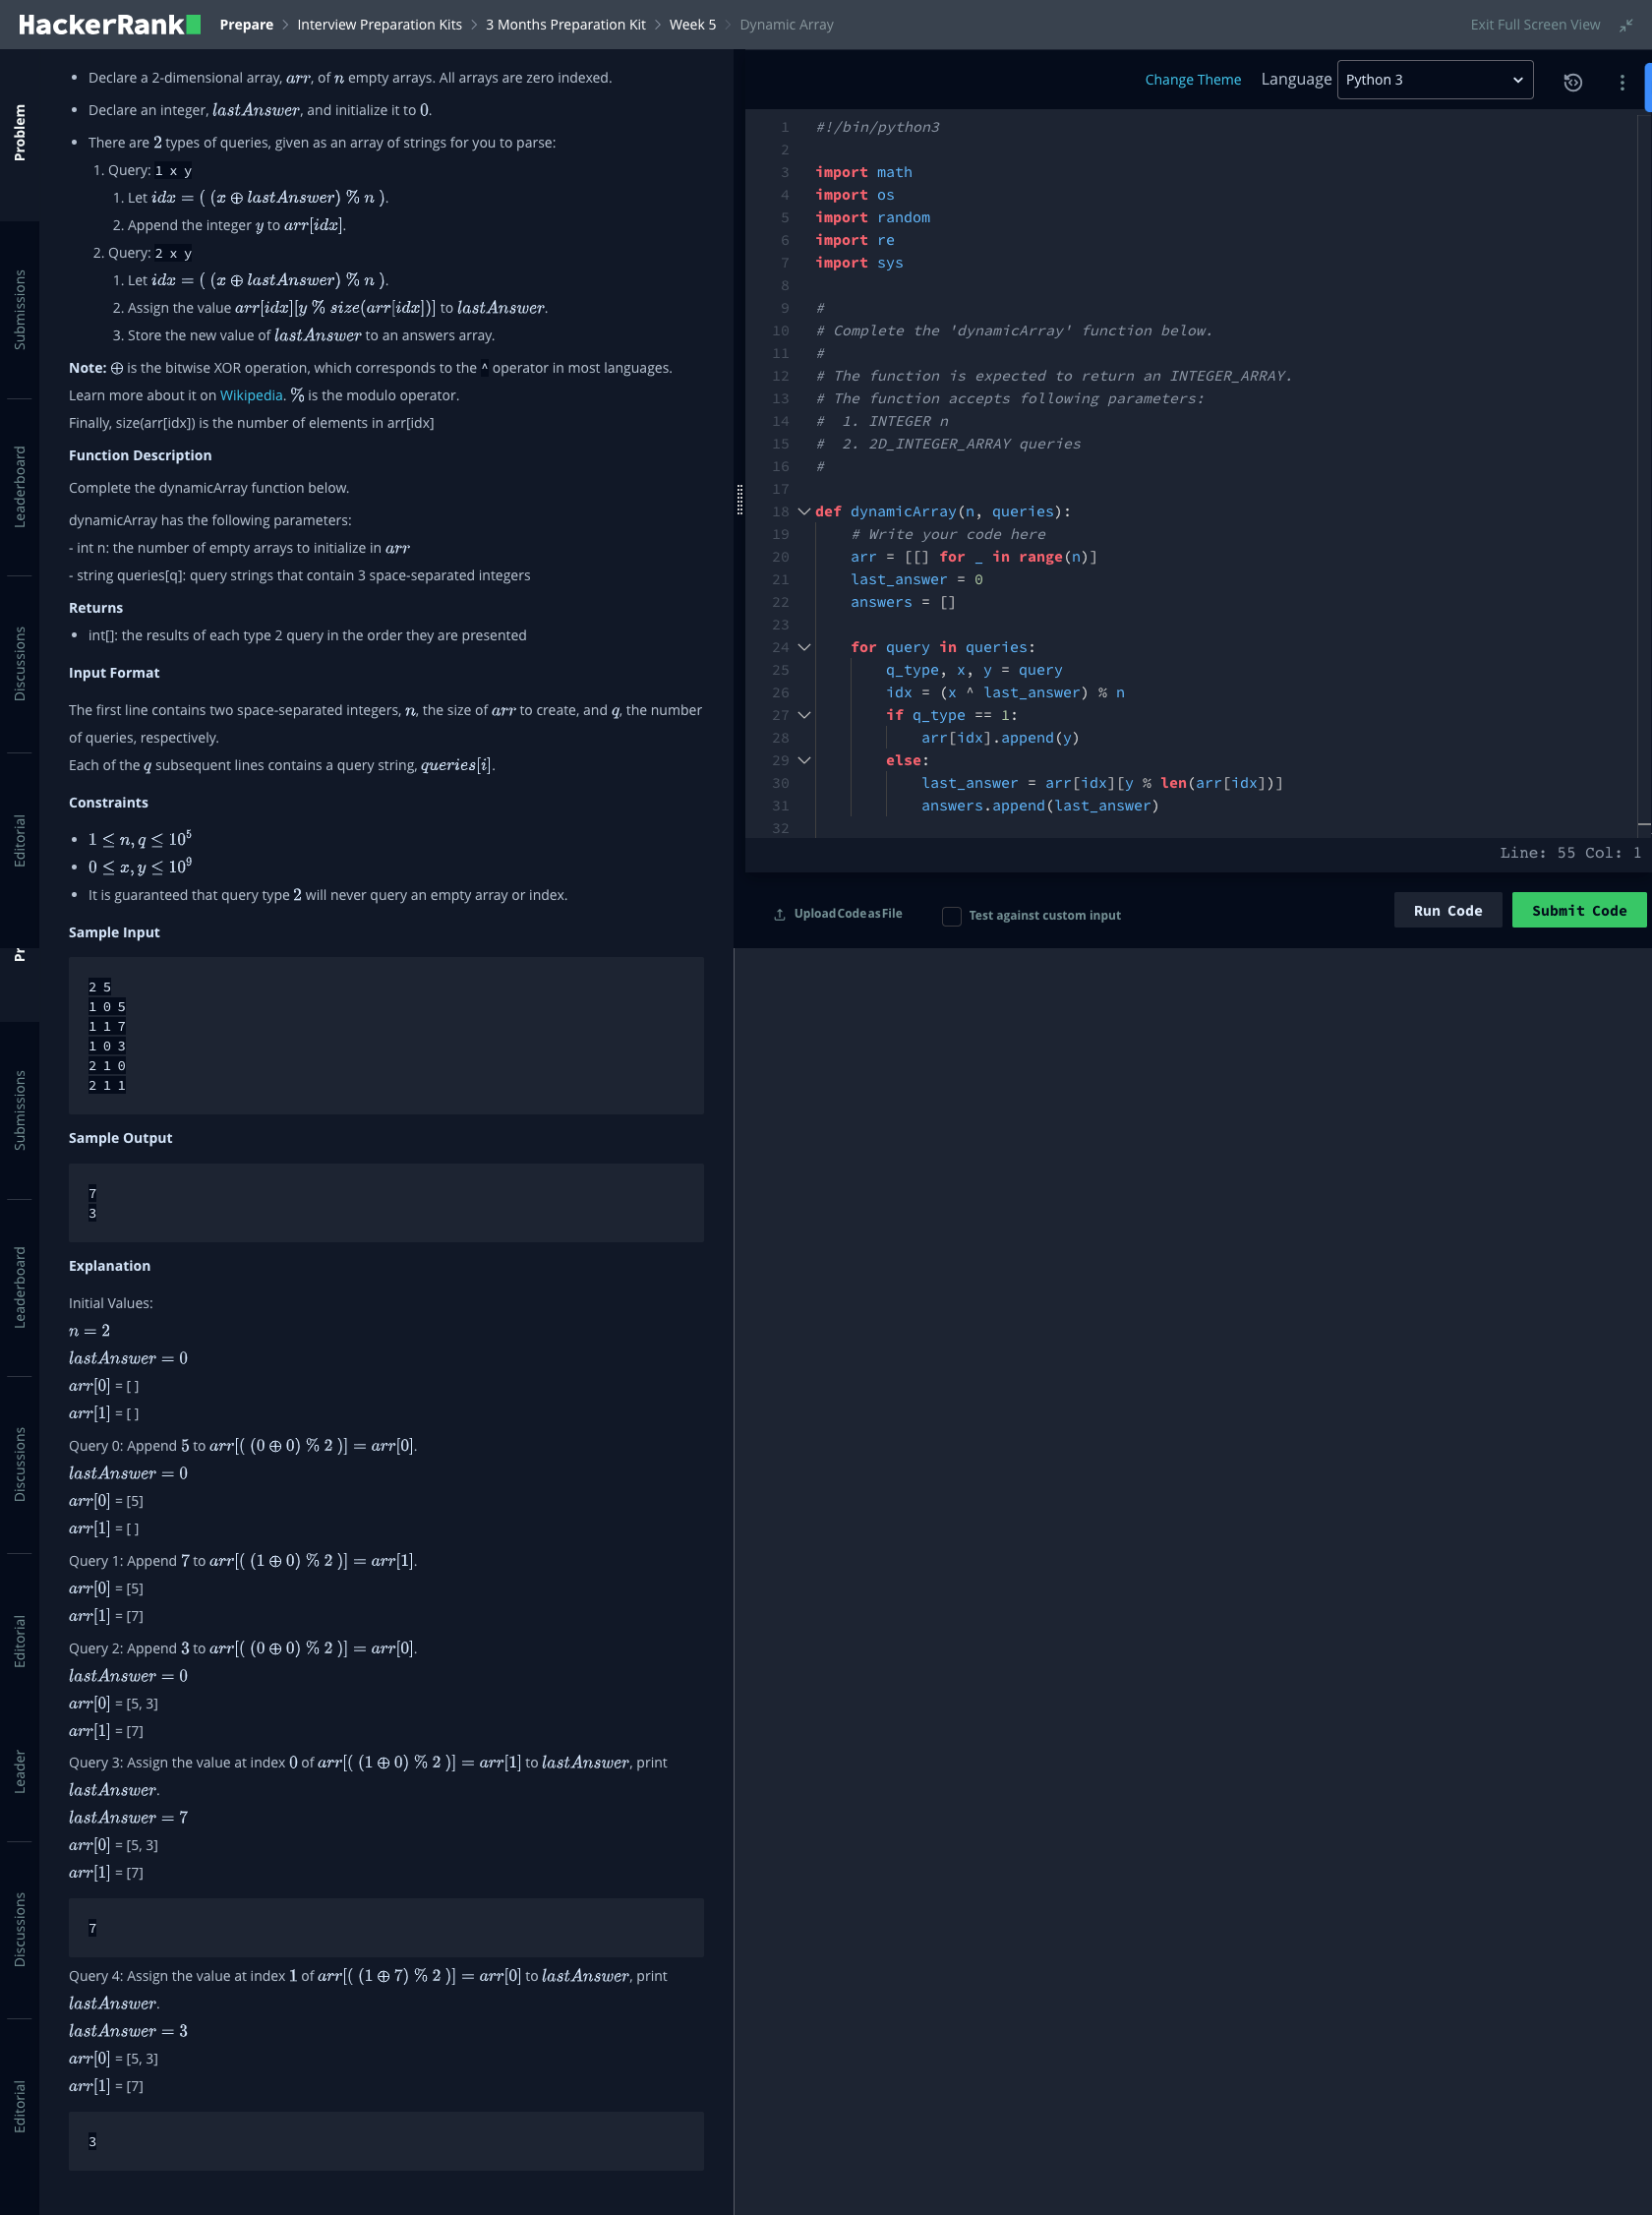 HackerRank Prepare > Interview Preparation Kits > 3 Months Preparation Kit > Week 5 > Dynamic Array Exit Full Screen View
Problem
Submissions
Leaderboard
Discussions
Editorial
Pr
Submissions
Leaderboard
Discussions
Editorial
Leader
Discussions
Editorial
• Declare a 2-dimensional array, arr, of n empty arrays. All arrays are zero indexed.
• Declare an integer, lastAnswer, and initialize it to 0.
• There are 2 types of queries, given as an array of strings for you to parse:
1. Query: 1 x y
1. Let idx = ( (x ⊕ lastAnswer) % n ).
2. Append the integer y to arr[idx].
2. Query: 2 x y
1. Let idx = ( (x ⊕ lastAnswer) % n ).
2. Assign the value arr[idx][y % size(arr[idx])] to lastAnswer.
3. Store the new value of lastAnswer to an answers array.
Note: ⊕ is the bitwise XOR operation, which corresponds to the ^ operator in most languages.
Learn more about it on Wikipedia. % is the modulo operator.
Finally, size(arr[idx]) is the number of elements in arr[idx]
Function Description
Complete the dynamicArray function below.
dynamicArray has the following parameters:
- int n: the number of empty arrays to initialize in arr
- string queries[q]: query strings that contain 3 space-separated integers
Returns
• int[]: the results of each type 2 query in the order they are presented
Input Format
The first line contains two space-separated integers, n, the size of arr to create, and q, the number
of queries, respectively.
Each of the q subsequent lines contains a query string, queries[i].
Constraints
• 1 ≤ n, q ≤ 10^5
• 0 ≤ x, y ≤ 10^9
• It is guaranteed that query type 2 will never query an empty array or index.
Sample Input
2 5
1 0 5
1 1 7
1 0 3
2 1 0
2 1 1
Sample Output
7
3
Explanation
Initial Values:
n = 2
lastAnswer = 0
arr[0] = [ ]
arr[1] = [ ]
Query 0: Append 5 to arr[( (0 ⊕ 0) % 2 )] = arr[0].
lastAnswer = 0
arr[0] = [5]
arr[1] = [ ]
Query 1: Append 7 to arr[( (1 ⊕ 0) % 2 )] = arr[1].
arr[0] = [5]
arr[1] = [7]
Query 2: Append 3 to arr[( (0 ⊕ 0) % 2 )] = arr[0].
lastAnswer = 0
arr[0] = [5, 3]
arr[1] = [7]
Query 3: Assign the value at index 0 of arr[( (1 ⊕ 0) % 2 )] = arr[1] to lastAnswer, print
lastAnswer.
lastAnswer = 7
arr[0] = [5, 3]
arr[1] = [7]
7
Query 4: Assign the value at index 1 of arr[( (1 ⊕ 7) % 2 )] = arr[0] to lastAnswer, print
lastAnswer.
lastAnswer = 3
arr[0] = [5, 3]
arr[1] = [7]
3
Change Theme Language Python 3
1 #!/bin/python3
2
3 import math
4 import os
5 import random
6 import re
7 import sys
8
9 #
10 # Complete the 'dynamicArray' function below.
11 #
12 # The function is expected to return an INTEGER_ARRAY.
13 # The function accepts following parameters:
14 #  1. INTEGER n
15 #  2. 2D_INTEGER_ARRAY queries
16 #
17
18 def dynamicArray(n, queries):
19     # Write your code here
20     arr = [[] for _ in range(n)]
21     last_answer = 0
22     answers = []
23
24     for query in queries:
25         q_type, x, y = query
26         idx = (x ^ last_answer) % n
27         if q_type == 1:
28             arr[idx].append(y)
29         else:
30             last_answer = arr[idx][y % len(arr[idx])]
31             answers.append(last_answer)
32
Line: 55 Col: 1
Upload Code as File Test against custom input Run Code Submit Code